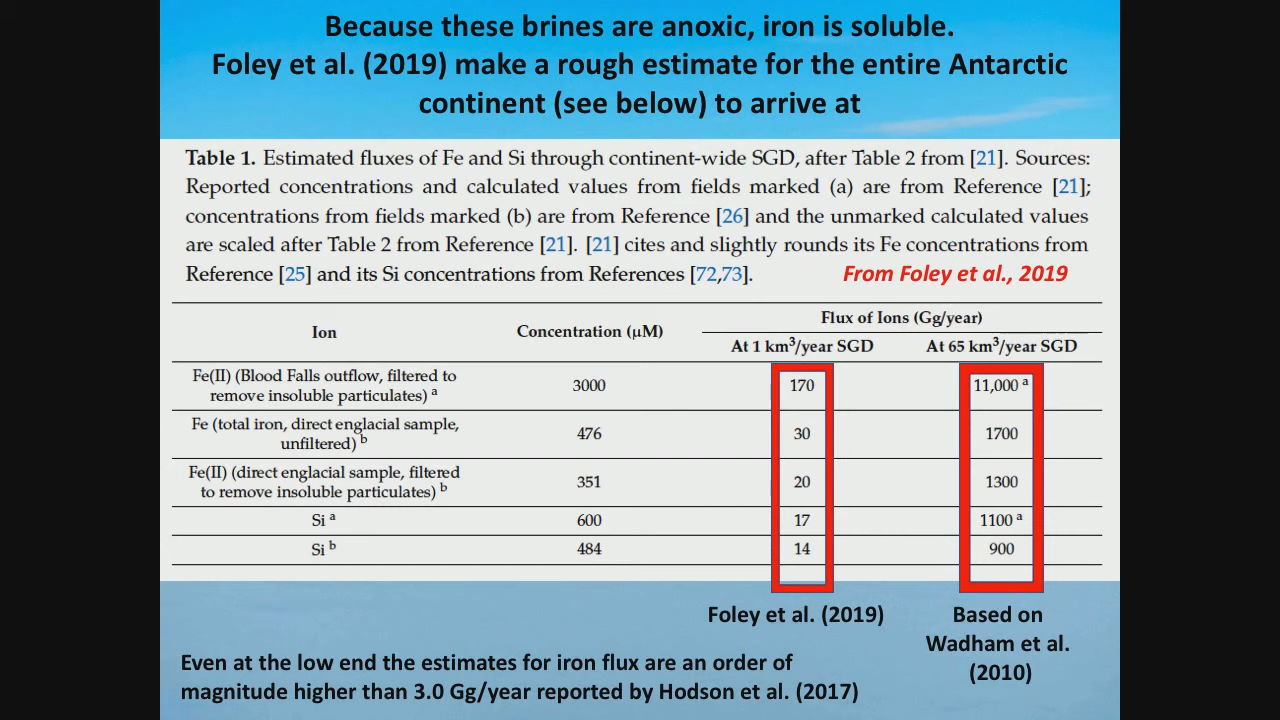 Because these brines are anoxic, iron is soluble.
Foley et al. (2019) make a rough estimate for the entire Antarctic
continent (see below) to arrive at
Table 1. Estimated fluxes of Fe and Si through continent-wide SGD, after Table 2 from [21]. Sources:
Reported concentrations and calculated values from fields marked (a) are from Reference [21];
concentrations from fields marked (b) are from Reference [26] and the unmarked calculated values
are scaled after Table 2 from Reference [21]. [21] cites and slightly rounds its Fe concentrations from
Reference [25] and its Si concentrations from References [72,73]. From Foley et al., 2019
Flux of Ions (Gg/year)
Ion Concentration (µM)
At 1 km³/year SGD At 65 km³/year SGD
Fe(II) (Blood Falls outflow, filtered to
remove insoluble particulates) ᵃ 3000 170 11,000 ᵃ
Fe (total iron, direct englacial sample,
unfiltered) ᵇ 476 30 1700
Fe(II) (direct englacial sample, filtered
to remove insoluble particulates) ᵇ 351 20 1300
Si ᵃ 600 17 1100 ᵃ
Si ᵇ 484 14 900
Foley et al. (2019)
Based on
Wadham et al.
(2010)
Even at the low end the estimates for iron flux are an order of
magnitude higher than 3.0 Gg/year reported by Hodson et al. (2017)